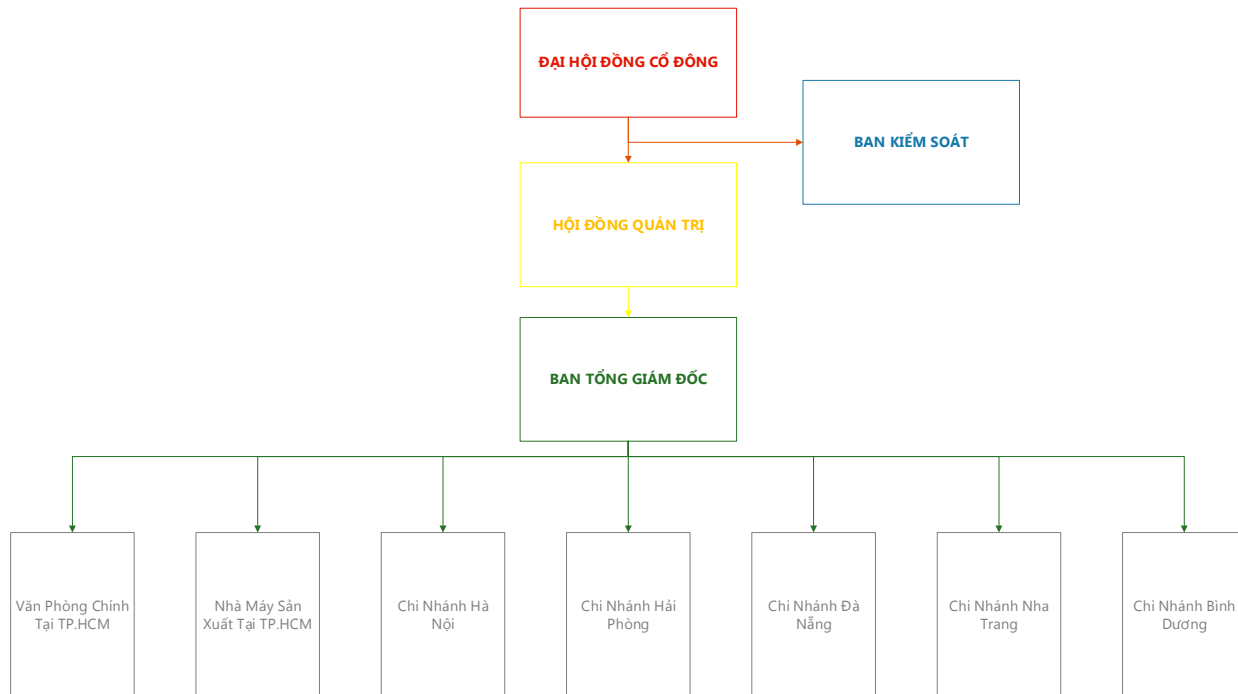 ĐẠI HỘI ĐỒNG CỔ ĐÔNG
BAN KIỂM SOÁT
HỘI ĐỒNG QUẢN TRỊ
BAN TỔNG GIÁM ĐỐC
Văn Phòng Chính
Tại TP.HCM
Nhà Máy Sản
Xuất Tại TP.HCM
Chi Nhánh Hà
Nội
Chi Nhánh Hải
Phòng
Chi Nhánh Đà
Nẵng
Chi Nhánh Nha
Trang
Chi Nhánh Bình
Dương